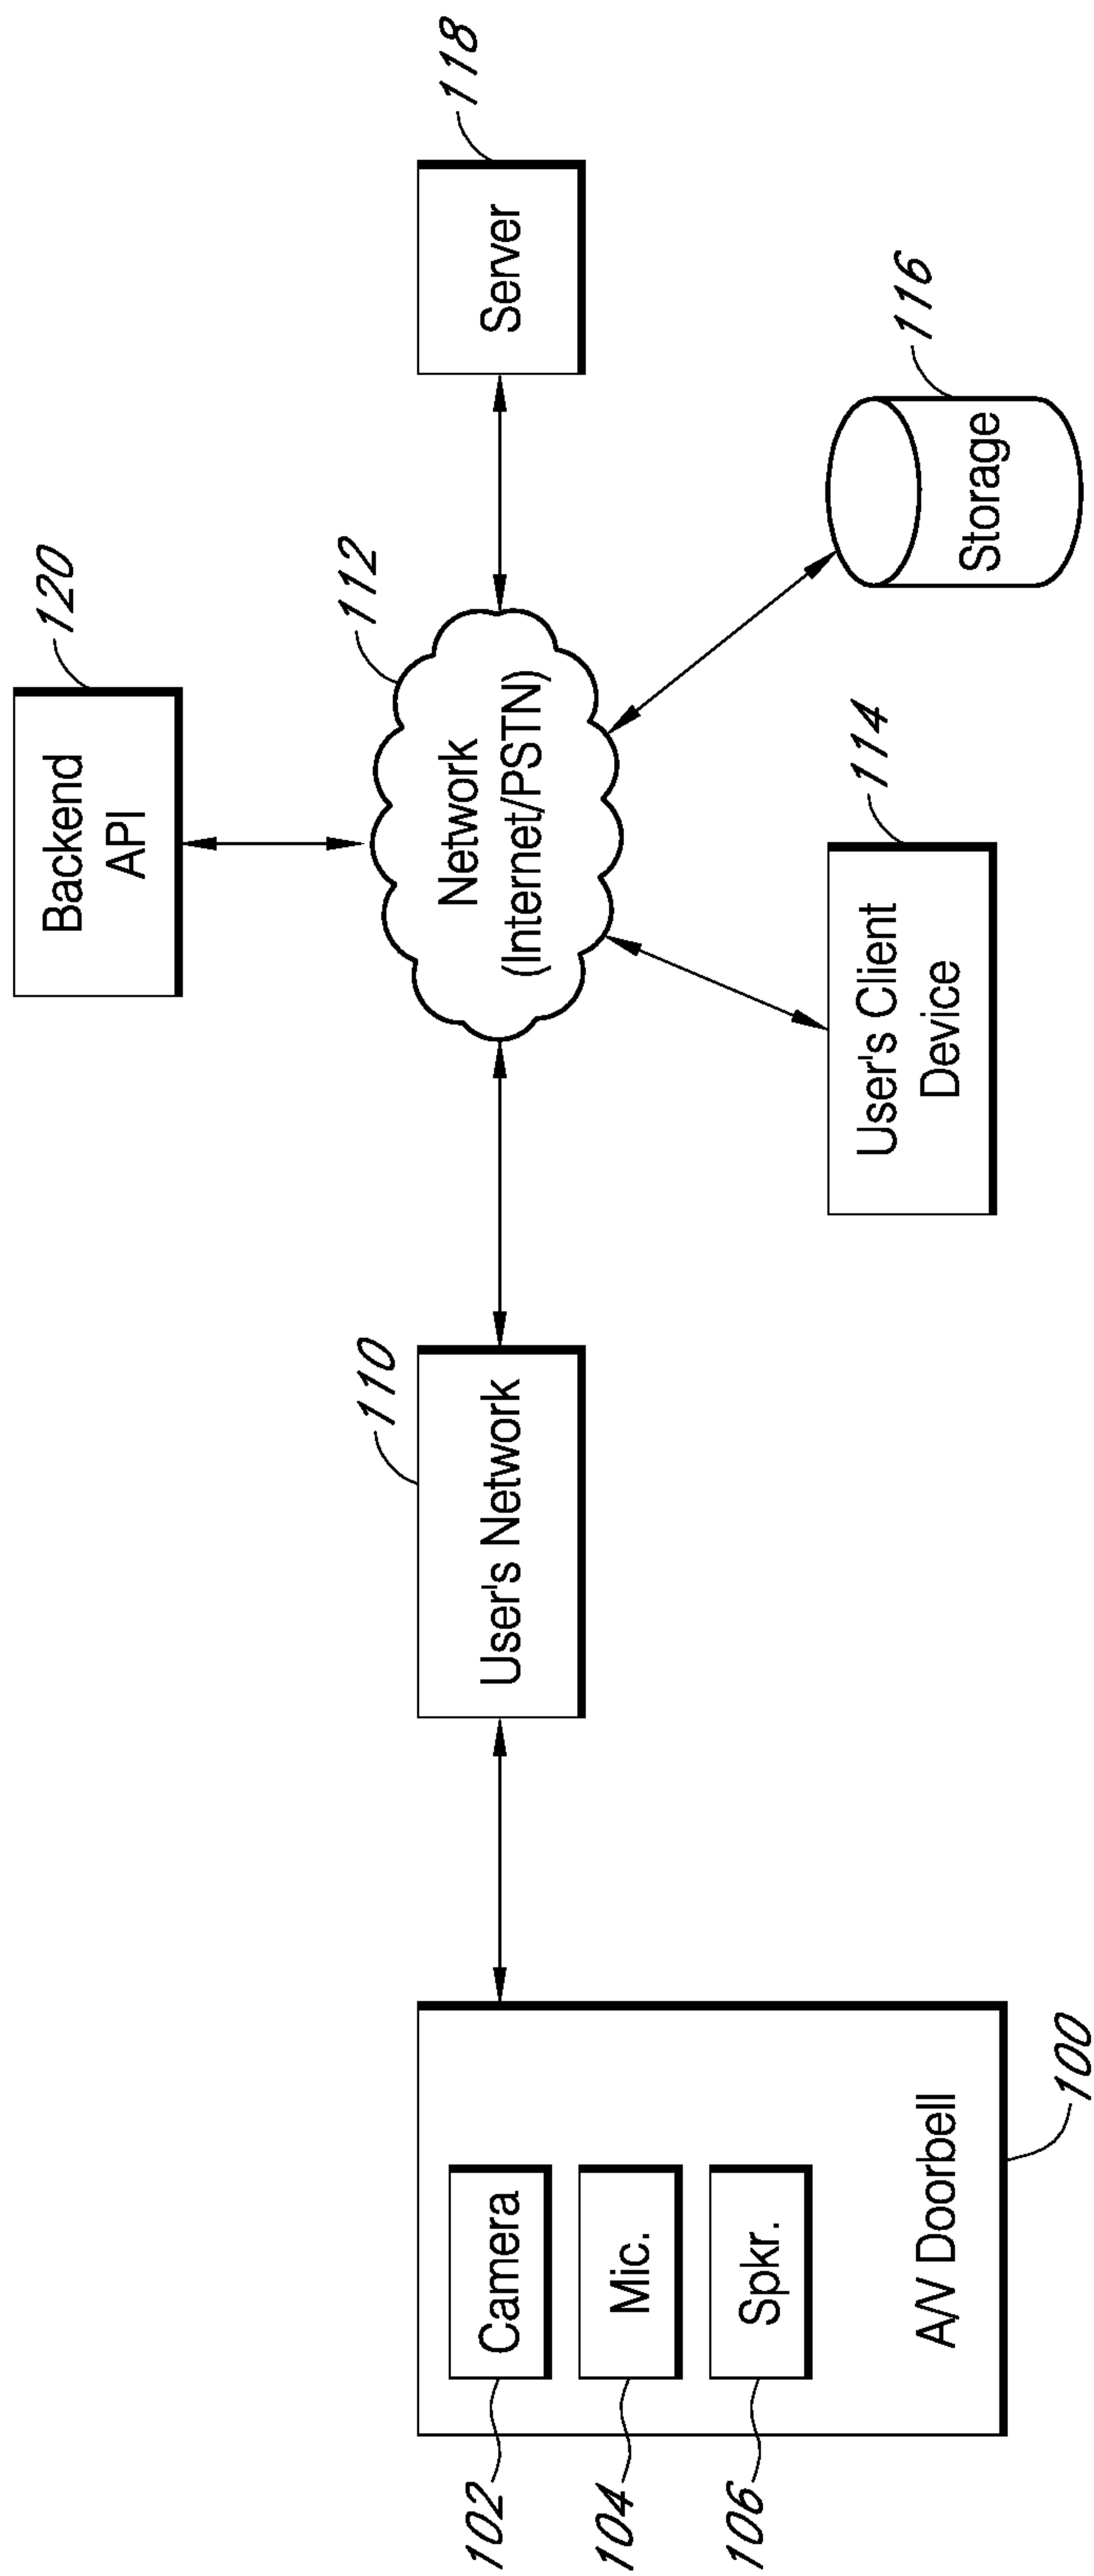 120
Backend
API
112
118
Network
(Internet/PSTN)
Server
110
User's Network
102
Camera
104
Mic.
106
Spkr.
A/V Doorbell
100
114
User's Client
Device
116
Storage